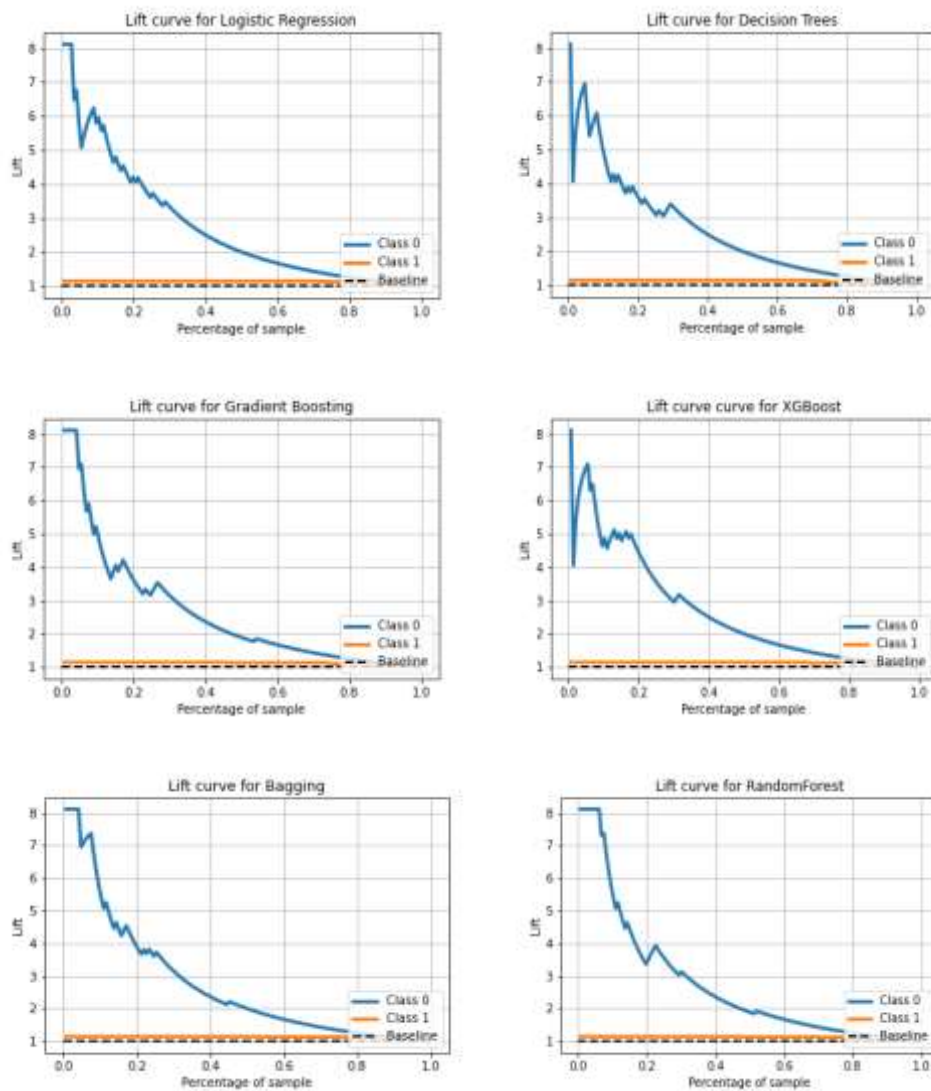 Lift curve for Logistic Regression
8
7
6
5
4
3
2
1
Lift
Class 0
Class 1
Baseline
0.0 0.2 0.4 0.6 0.8 1.0
Percentage of sample
Lift curve for Decision Trees
8
7
6
5
4
3
2
1
Lift
Class 0
Class 1
Baseline
0.0 0.2 0.4 0.6 0.8 1.0
Percentage of sample
Lift curve for Gradient Boosting
8
7
6
5
4
3
2
1
Lift
Class 0
Class 1
Baseline
0.0 0.2 0.4 0.6 0.8 1.0
Percentage of sample
Lift curve curve for XGBoost
8
7
6
5
4
3
2
1
Lift
Class 0
Class 1
Baseline
0.0 0.2 0.4 0.6 0.8 1.0
Percentage of sample
Lift curve for Bagging
8
7
6
5
4
3
2
1
Lift
Class 0
Class 1
Baseline
0.0 0.2 0.4 0.6 0.8 1.0
Percentage of sample
Lift curve for RandomForest
8
7
6
5
4
3
2
1
Lift
Class 0
Class 1
Baseline
0.0 0.2 0.4 0.6 0.8 1.0
Percentage of sample